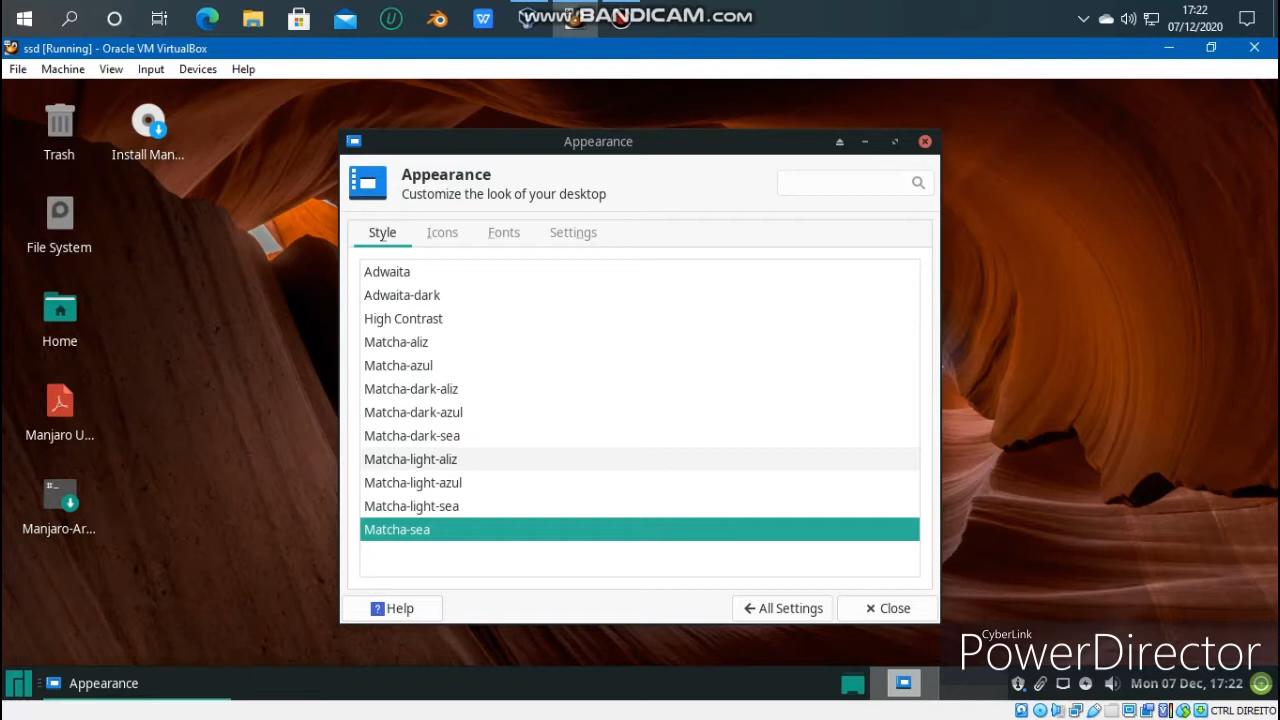 www.BANDICAM.com
17:22
07/12/2020
ssd [Running] - Oracle VM VirtualBox
File Machine View Input Devices Help
Trash
Install Man...
File System
Home
Manjaro U...
Manjaro-Ar...
Appearance
Appearance
Customize the look of your desktop
Style Icons Fonts Settings
Adwaita
Adwaita-dark
High Contrast
Matcha-aliz
Matcha-azul
Matcha-dark-aliz
Matcha-dark-azul
Matcha-dark-sea
Matcha-light-aliz
Matcha-light-azul
Matcha-light-sea
Matcha-sea
? Help
All Settings
Close
CyberLink
PowerDirector
Appearance
Mon 07 Dec, 17:22
CTRL DIREITO